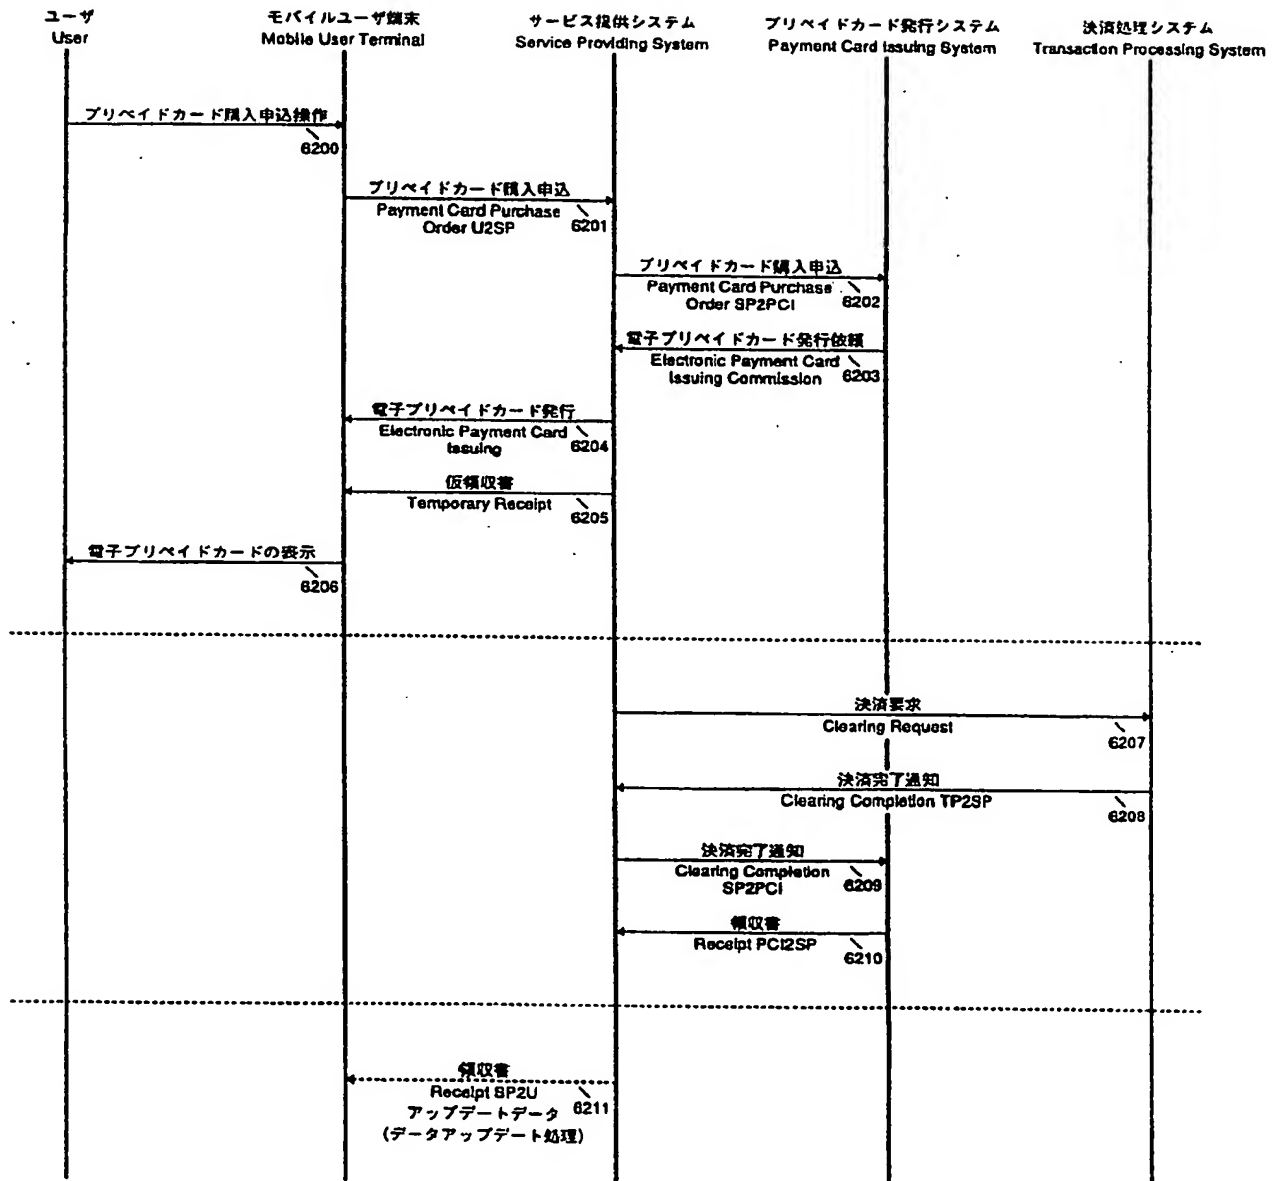 ユーザ
User
モバイルユーザ端末
Mobile User Terminal
サービス提供システム
Service Providing System
プリペイドカード発行システム
Payment Card Issuing System
決済処理システム
Transaction Processing System
プリペイドカード購入申込操作
6200
プリペイドカード購入申込
Payment Card Purchase
Order U2SP
6201
プリペイドカード購入申込
Payment Card Purchase
Order SP2PCI
6202
電子プリペイドカード発行依頼
Electronic Payment Card
Issuing Commission
6203
電子プリペイドカード発行
Electronic Payment Card
Issuing
6204
仮領収書
Temporary Receipt
6205
電子プリペイドカードの表示
6206
決済要求
Clearing Request
6207
決済完了通知
Clearing Completion TP2SP
6208
決済完了通知
Clearing Completion
SP2PCI
6209
領収書
Receipt PCI2SP
6210
領収書
Receipt SP2U
6211
アップデートデータ
(データアップデート処理)